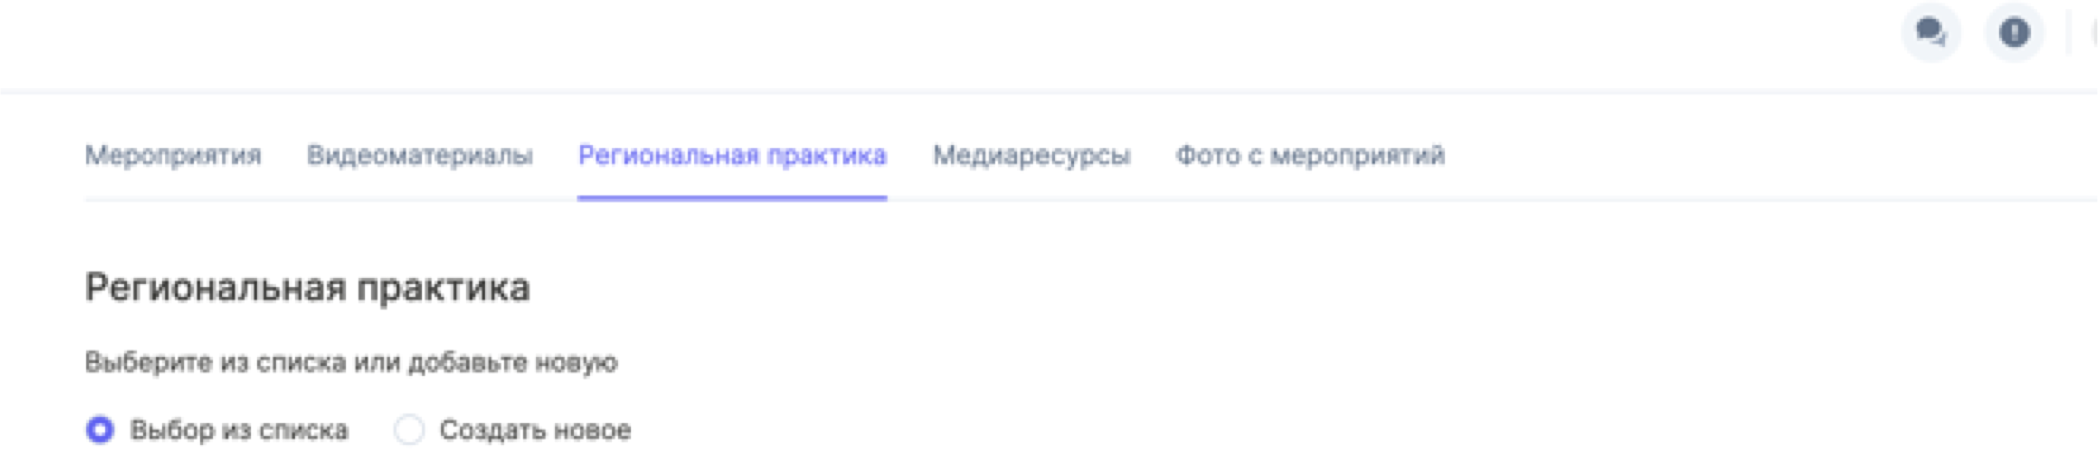 Мероприятия Видеоматериалы Региональная практика Медиаресурсы Фото с мероприятий
Региональная практика
Выберите из списка или добавьте новую
Выбор из списка Создать новое